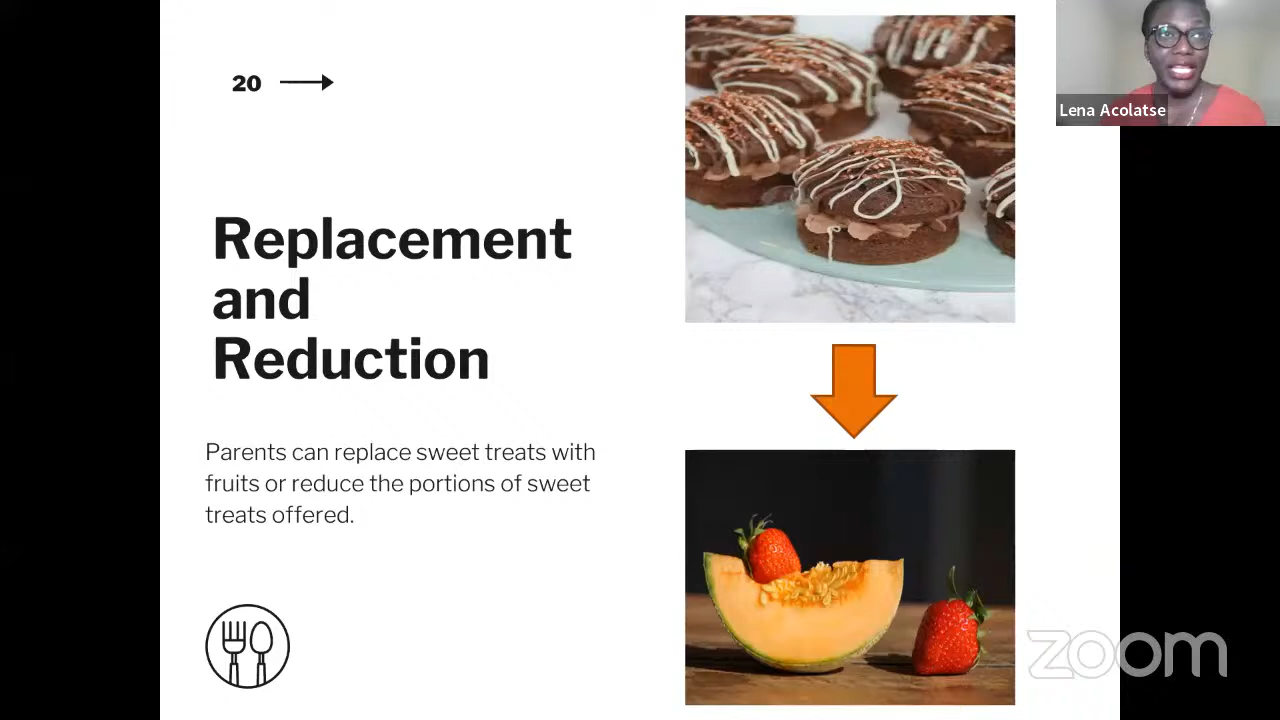 20
Replacement
and
Reduction
Parents can replace sweet treats with
fruits or reduce the portions of sweet
treats offered.
Lena Acolatse
zoom